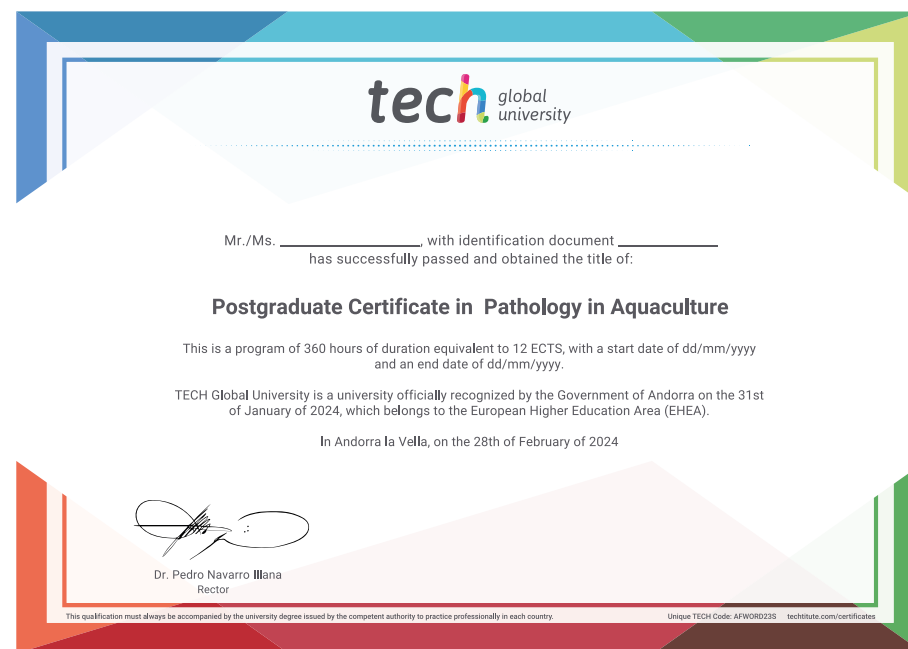 tech global university
Mr./Ms. ____________________, with identification document ______________
has successfully passed and obtained the title of:
Postgraduate Certificate in Pathology in Aquaculture
This is a program of 360 hours of duration equivalent to 12 ECTS, with a start date of dd/mm/yyyy
and an end date of dd/mm/yyyy.
TECH Global University is a university officially recognized by the Government of Andorra on the 31st
of January of 2024, which belongs to the European Higher Education Area (EHEA).
In Andorra la Vella, on the 28th of February of 2024
Dr. Pedro Navarro Illana
Rector
This qualification must always be accompanied by the university degree issued by the competent authority to practice professionally in each country. Unique TECH Code: AFWORD23S techtitute.com/certificates